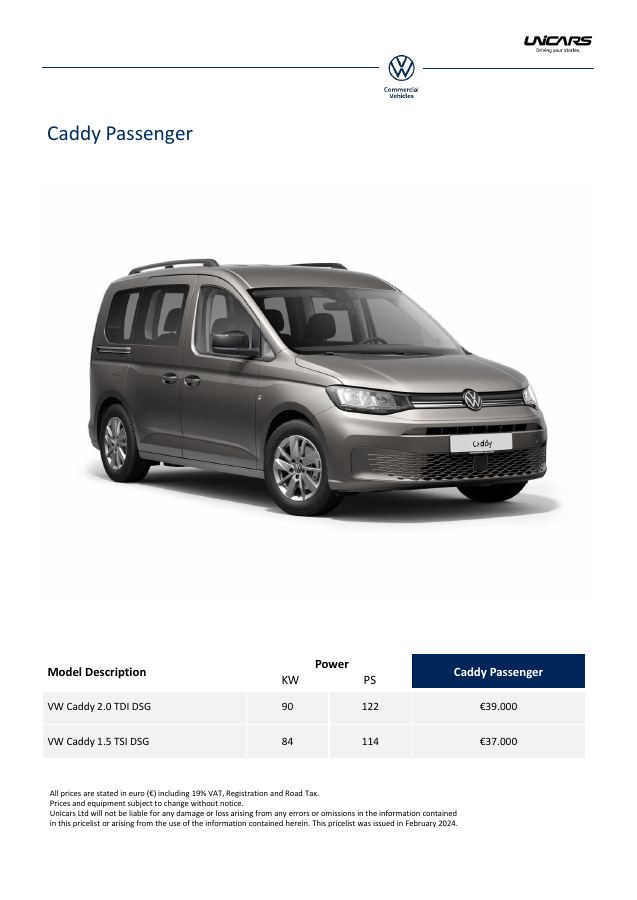 UNICARS
Driving your stories.
Commercial
Vehicles
Caddy Passenger
Caddy
Model Description
Power
KW
PS
Caddy Passenger
VW Caddy 2.0 TDI DSG 90 122 €39.000
VW Caddy 1.5 TSI DSG 84 114 €37.000
All prices are stated in euro (€) including 19% VAT, Registration and Road Tax.
Prices and equipment subject to change without notice.
Unicars Ltd will not be liable for any damage or loss arising from any errors or omissions in the information contained
in this pricelist or arising from the use of the information contained herein. This pricelist was issued in February 2024.